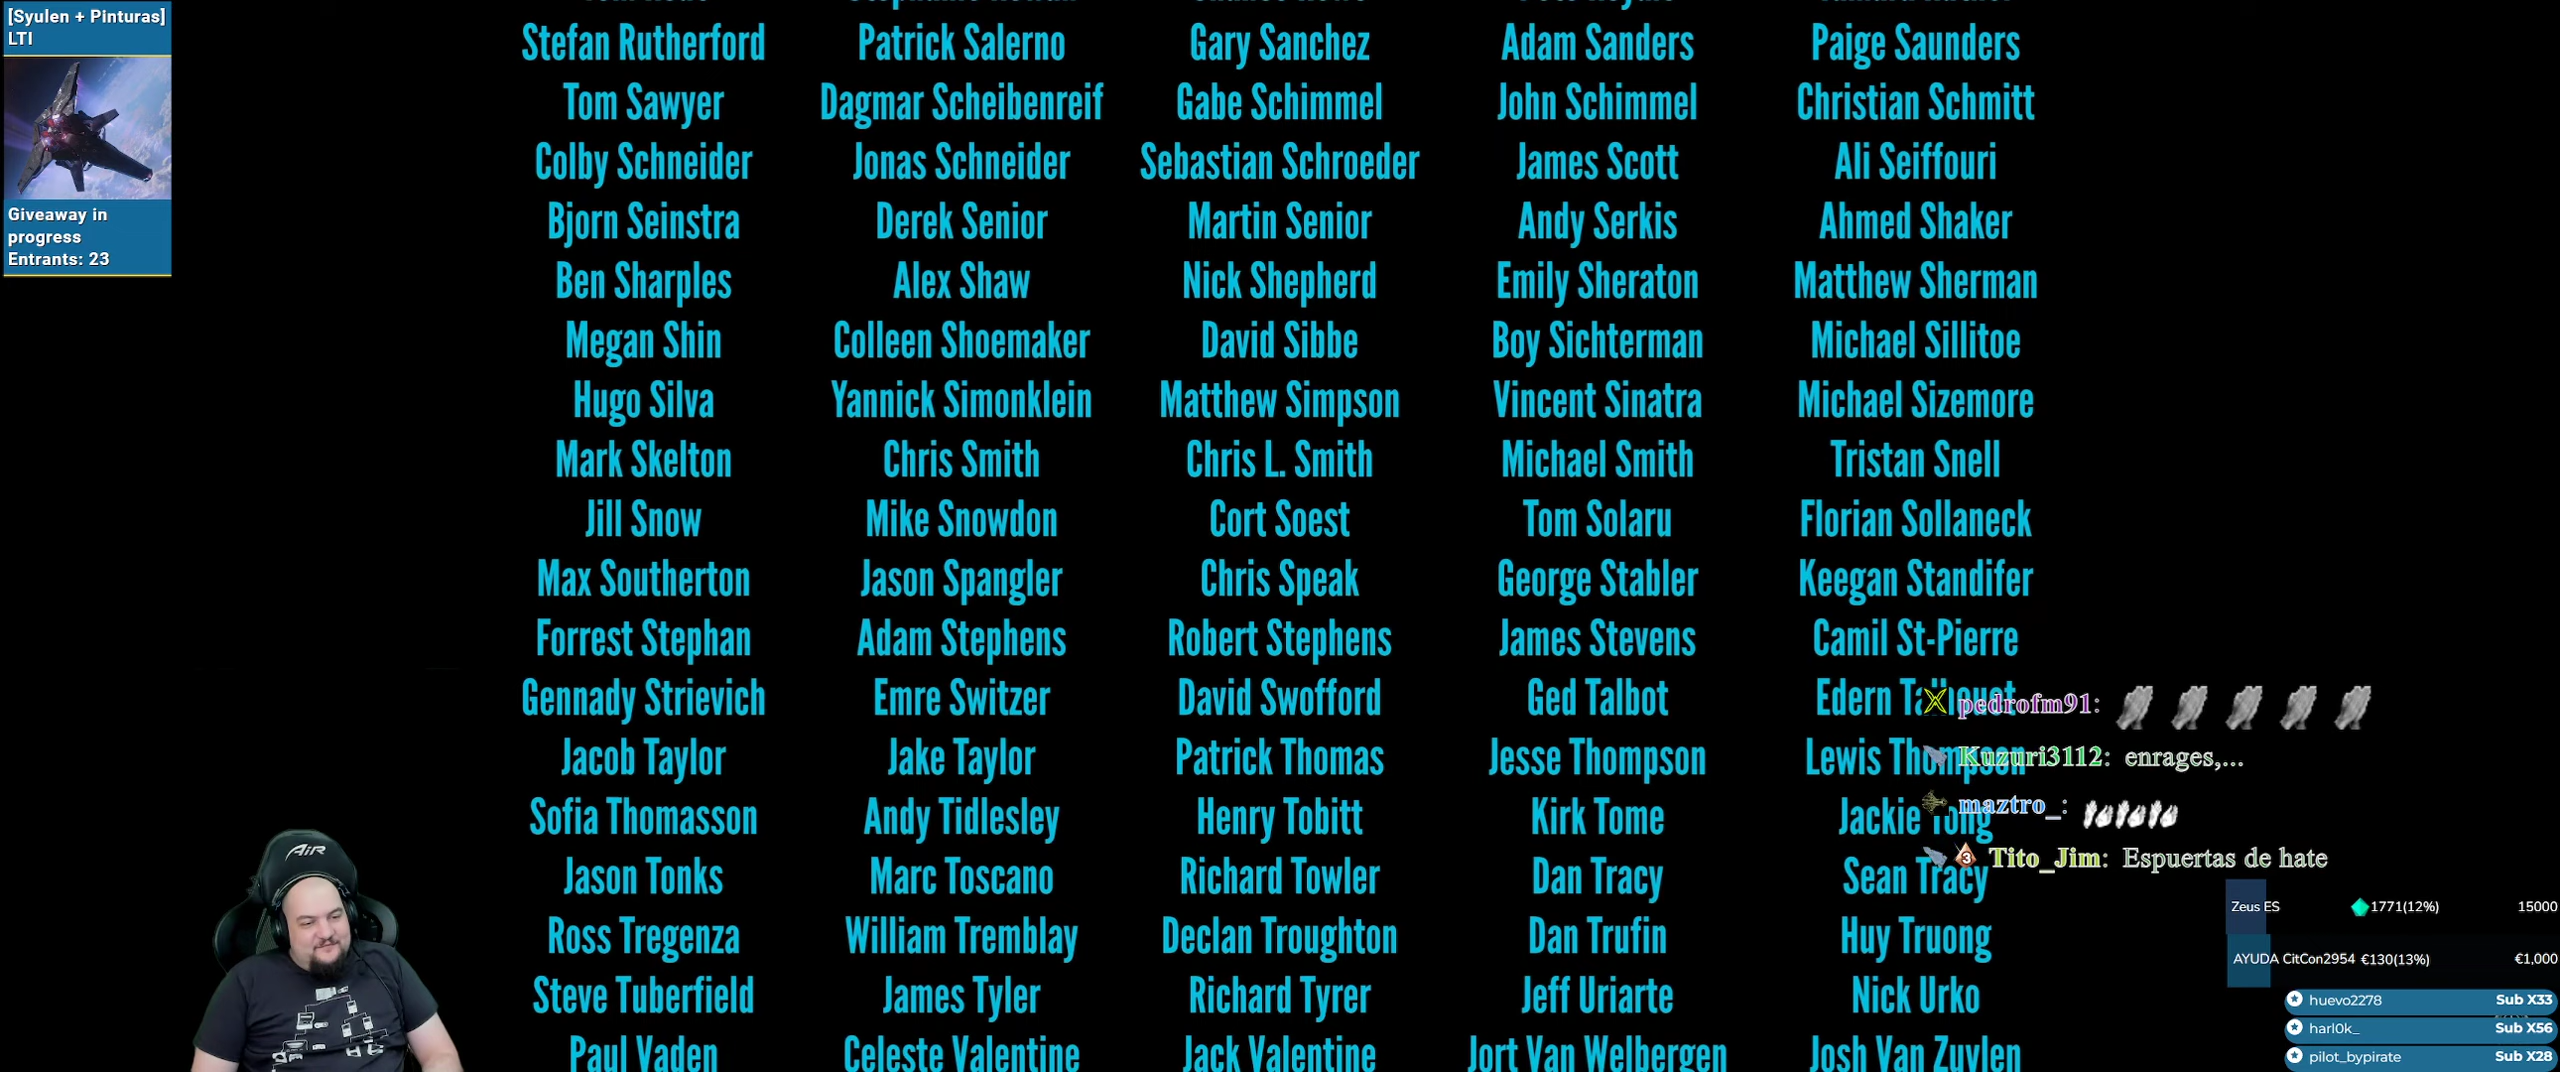 [Syulen + Pinturas]
LTI
Giveaway in
progress
Entrants: 23
Stefan Rutherford Patrick Salerno Gary Sanchez Adam Sanders Paige Saunders
Tom Sawyer Dagmar Scheibenreif Gabe Schimmel John Schimmel Christian Schmitt
Colby Schneider Jonas Schneider Sebastian Schroeder James Scott Ali Seiffouri
Bjorn Seinstra Derek Senior Martin Senior Andy Serkis Ahmed Shaker
Ben Sharples Alex Shaw Nick Shepherd Emily Sheraton Matthew Sherman
Megan Shin Colleen Shoemaker David Sibbe Boy Sichterman Michael Sillitoe
Hugo Silva Yannick Simonklein Matthew Simpson Vincent Sinatra Michael Sizemore
Mark Skelton Chris Smith Chris L. Smith Michael Smith Tristan Snell
Jill Snow Mike Snowdon Cort Soest Tom Solaru Florian Sollaneck
Max Southerton Jason Spangler Chris Speak George Stabler Keegan Standifer
Forrest Stephan Adam Stephens Robert Stephens James Stevens Camil St-Pierre
Gennady Strievich Emre Switzer David Swofford Ged Talbot Edern
Jacob Taylor Jake Taylor Patrick Thomas Jesse Thompson Lewis Thompson
Sofia Thomasson Andy Tidlesley Henry Tobitt Kirk Tome Jackie Tong
Jason Tonks Marc Toscano Richard Towler Dan Tracy Sean Tracy
Ross Tregenza William Tremblay Declan Troughton Dan Trufin Huy Truong
Steve Tuberfield James Tyler Richard Tyrer Jeff Uriarte Nick Urko
Paul Vaden Celeste Valentine Jack Valentine Jort Van Welbergen Josh Van Zuylen
pedrofm91:
Kuzuri3112: enrages,...
maztro_:
3 Tito_Jim: Espuertas de hate
Zeus ES 1771(12%) 15000
AYUDA CitCon2954 €130(13%) €1,000
huevo2278 Sub X33
harl0k_ Sub X56
pilot_bypirate Sub X28
AiR